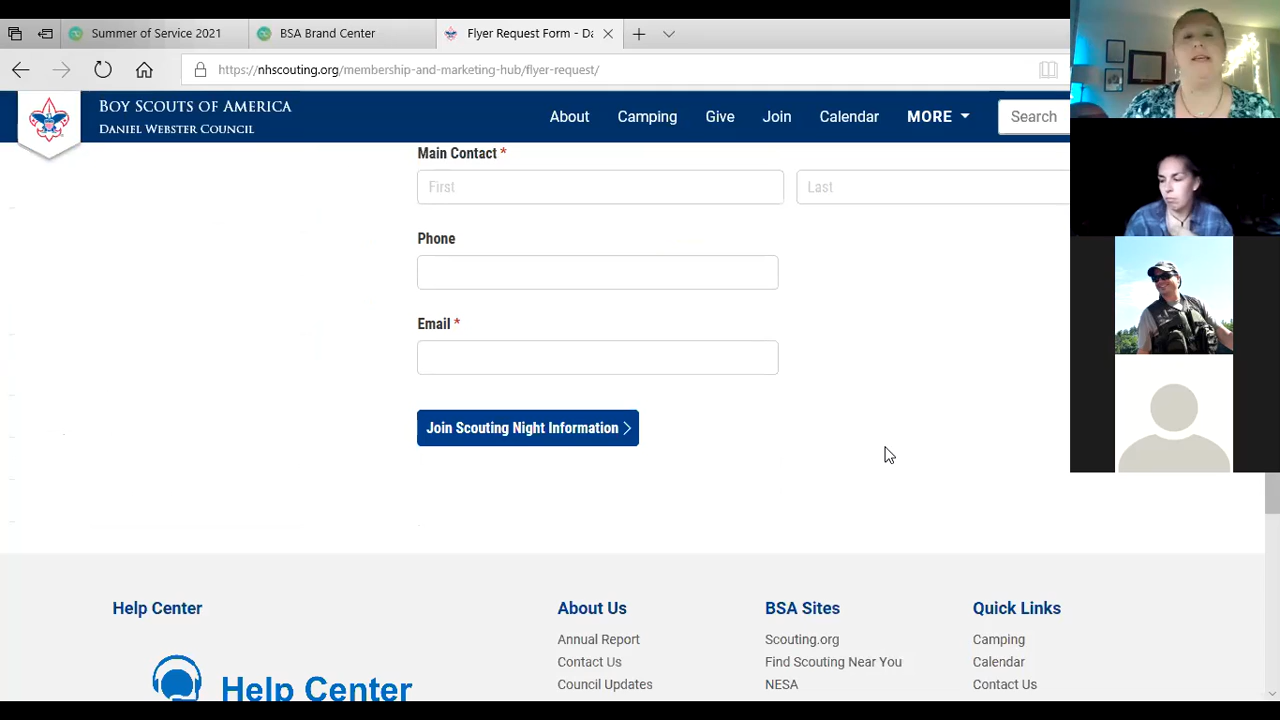 Summer of Service 2021
BSA Brand Center
Flyer Request Form - Da
https://nhscouting.org/membership-and-marketing-hub/flyer-request/
BOY SCOUTS OF AMERICA
DANIEL WEBSTER COUNCIL
About
Camping
Give
Join
Calendar
MORE
Search
Main Contact *
First
Last
Phone
Email *
Join Scouting Night Information
Help Center
Help Center
About Us
Annual Report
Contact Us
Council Updates
BSA Sites
Scouting.org
Find Scouting Near You
NESA
Quick Links
Camping
Calendar
Contact Us